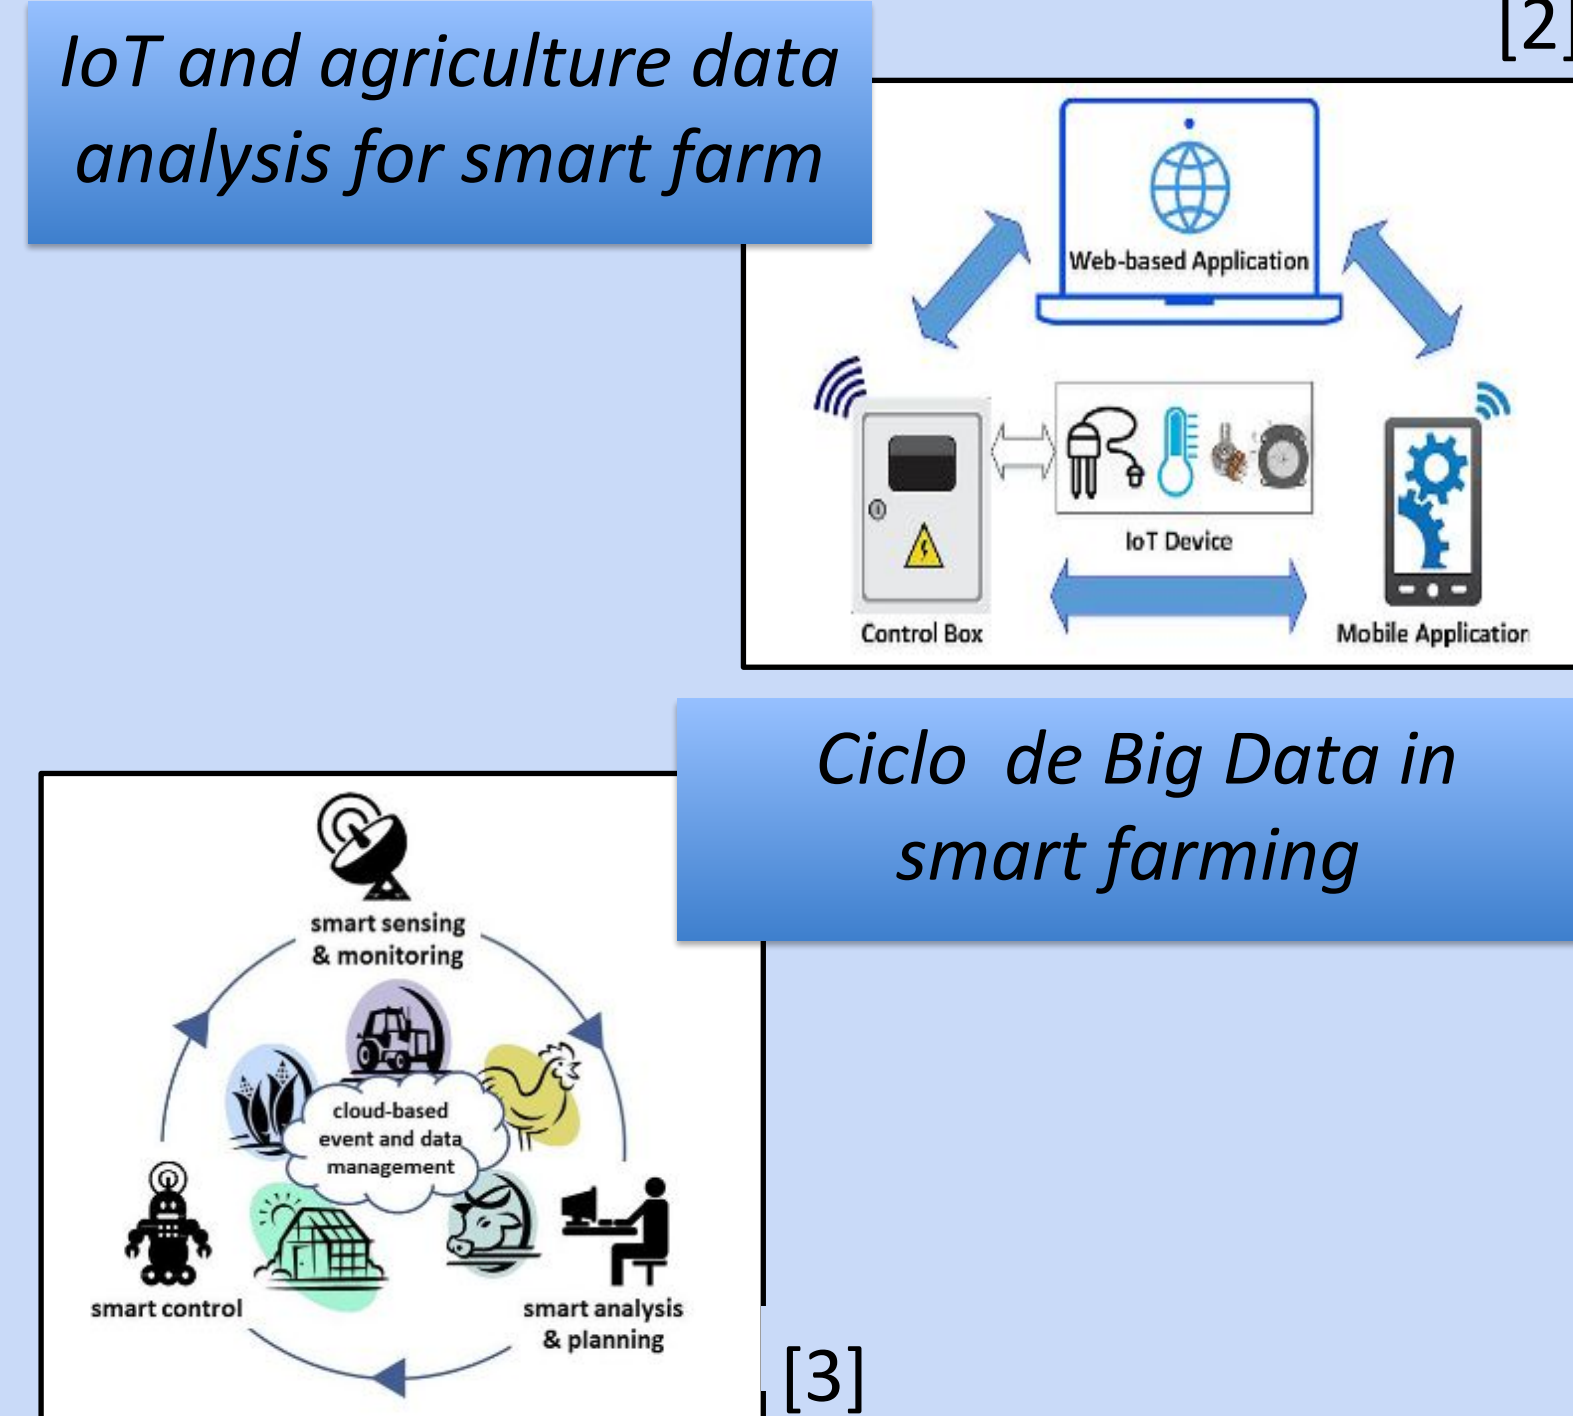 [2]
IoT and agriculture data
analysis for smart farm
Web-based Application
IoT Device
Control Box
Mobile Application
Ciclo  de Big Data in
smart farming
smart sensing
& monitoring
cloud-based
event and data
management
smart control
smart analysis
& planning
[3]